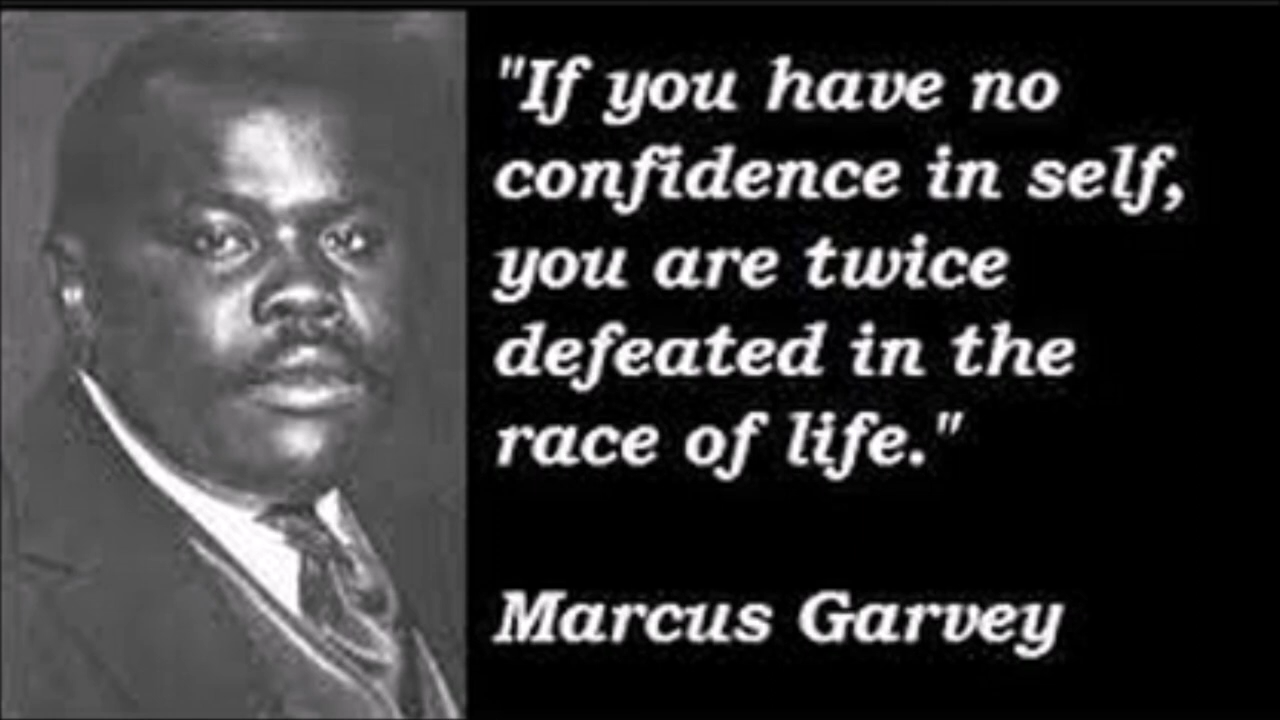 "If you have no
confidence in self,
you are twice
defeated in the
race of life."
Marcus Garvey